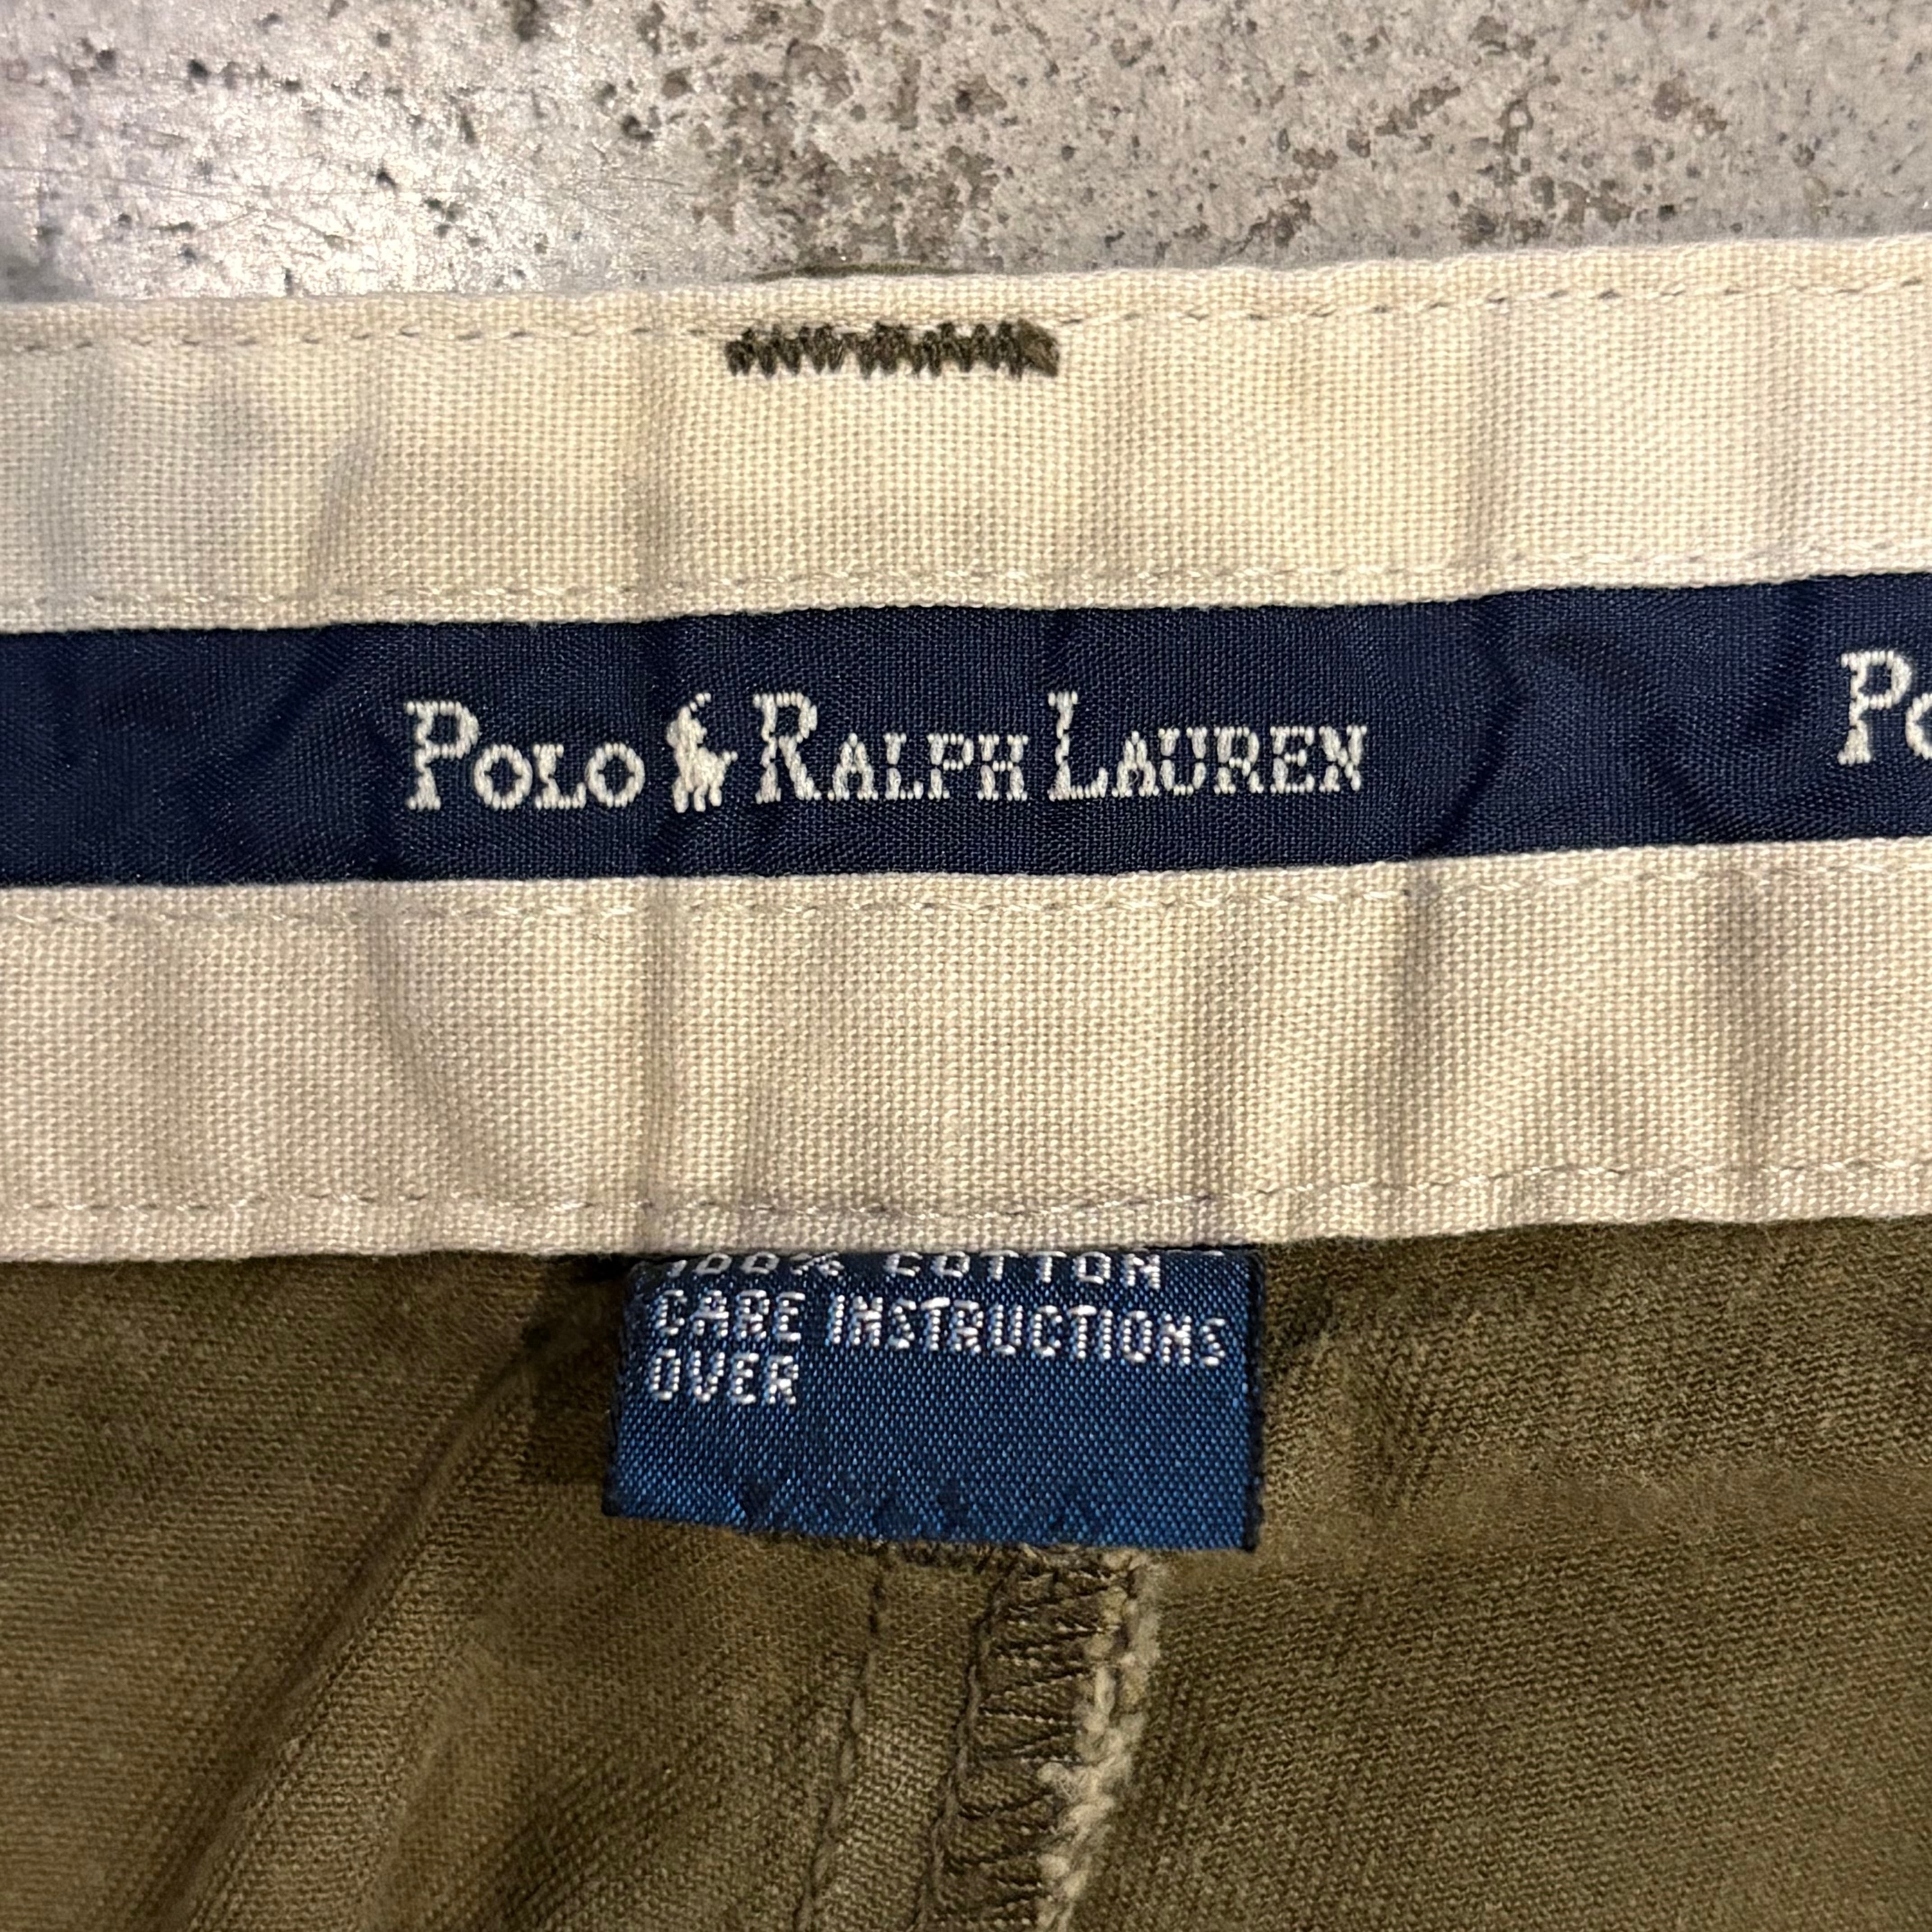 POLO RALPH LAUREN
PO
100% COTTON
CARE INSTRUCTIONS
OVER